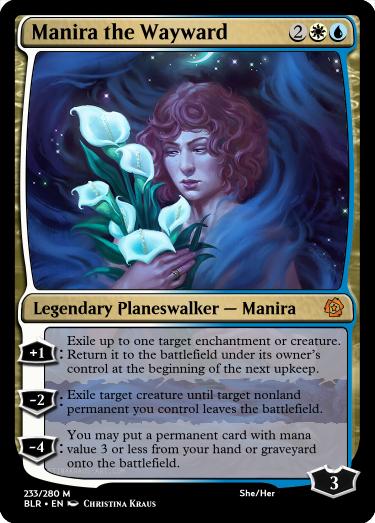 Manira the Wayward 2
Legendary Planeswalker — Manira
Exile up to one target enchantment or creature.
+1 : Return it to the battlefield under its owner's
control at the beginning of the next upkeep.
-2 : Exile target creature until target nonland
permanent you control leaves the battlefield.
You may put a permanent card with mana
-4 : value 3 or less from your hand or graveyard
onto the battlefield.
3
233/280 M She/Her
BLR • EN Christina Kraus